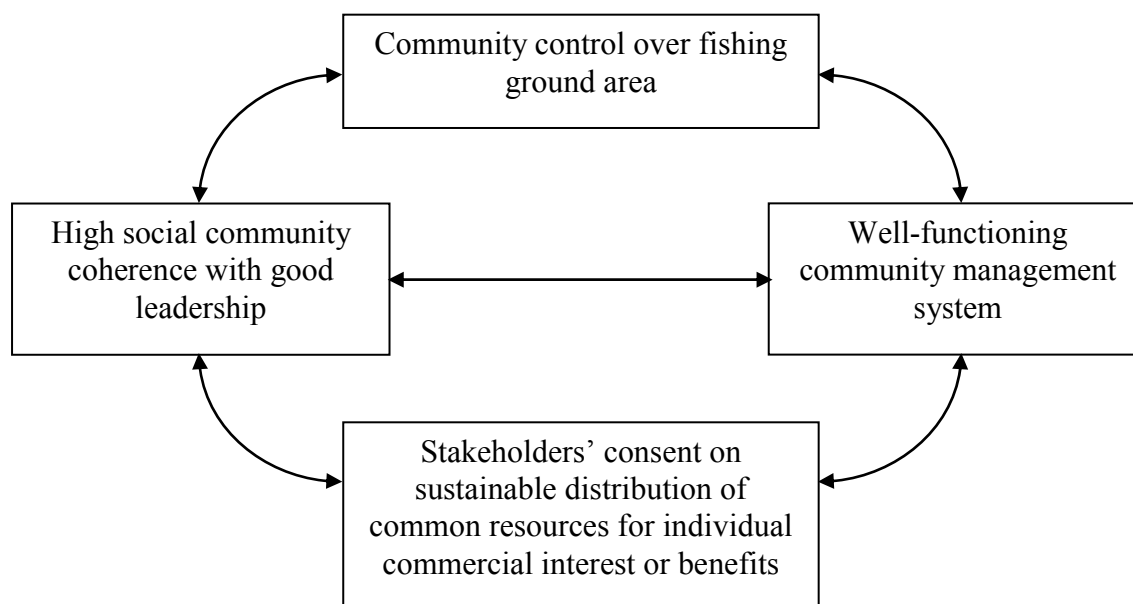 Community control over fishing
ground area
High social community
coherence with good
leadership
Well-functioning
community management
system
Stakeholders’ consent on
sustainable distribution of
common resources for individual
commercial interest or benefits